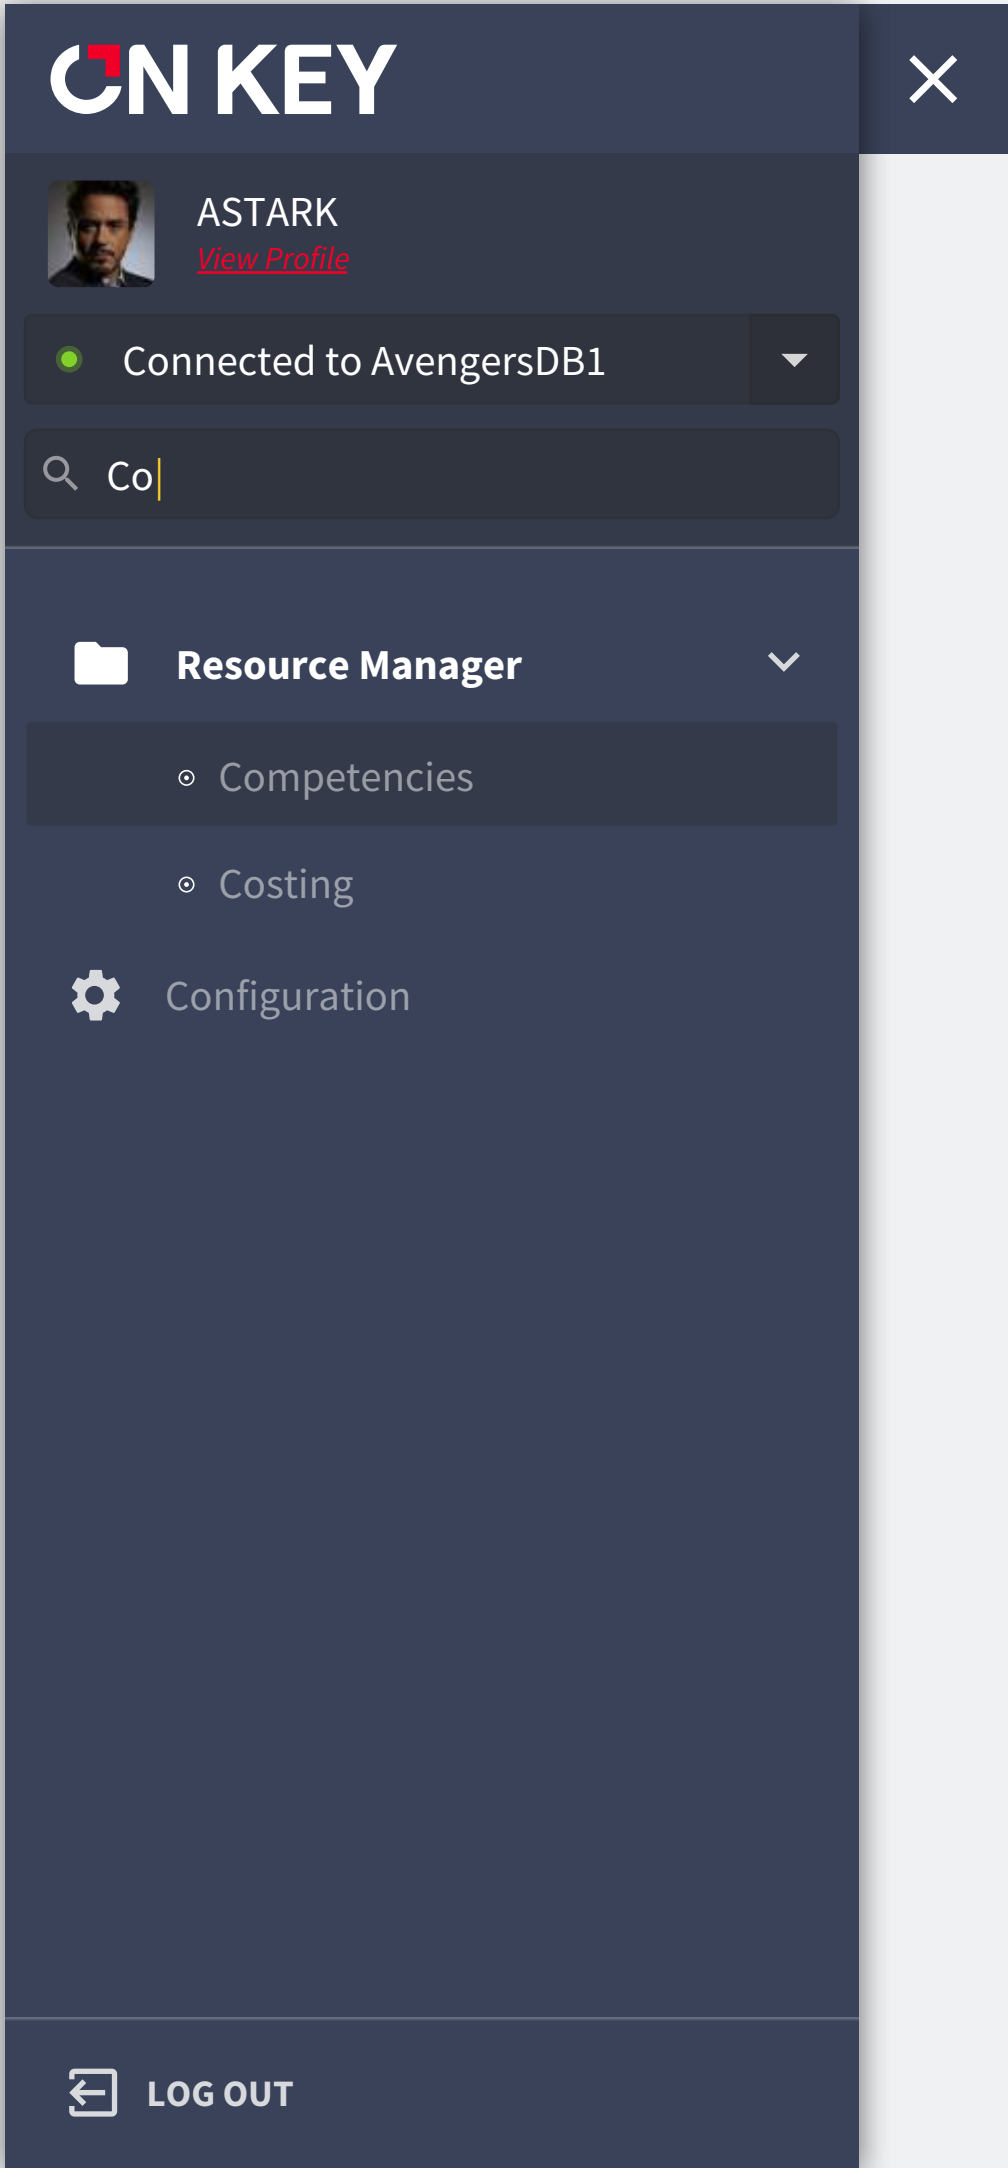 ON KEY
ASTARK
View Profile
Connected to AvengersDB1
Co
Resource Manager
Competencies
Costing
Configuration
LOG OUT